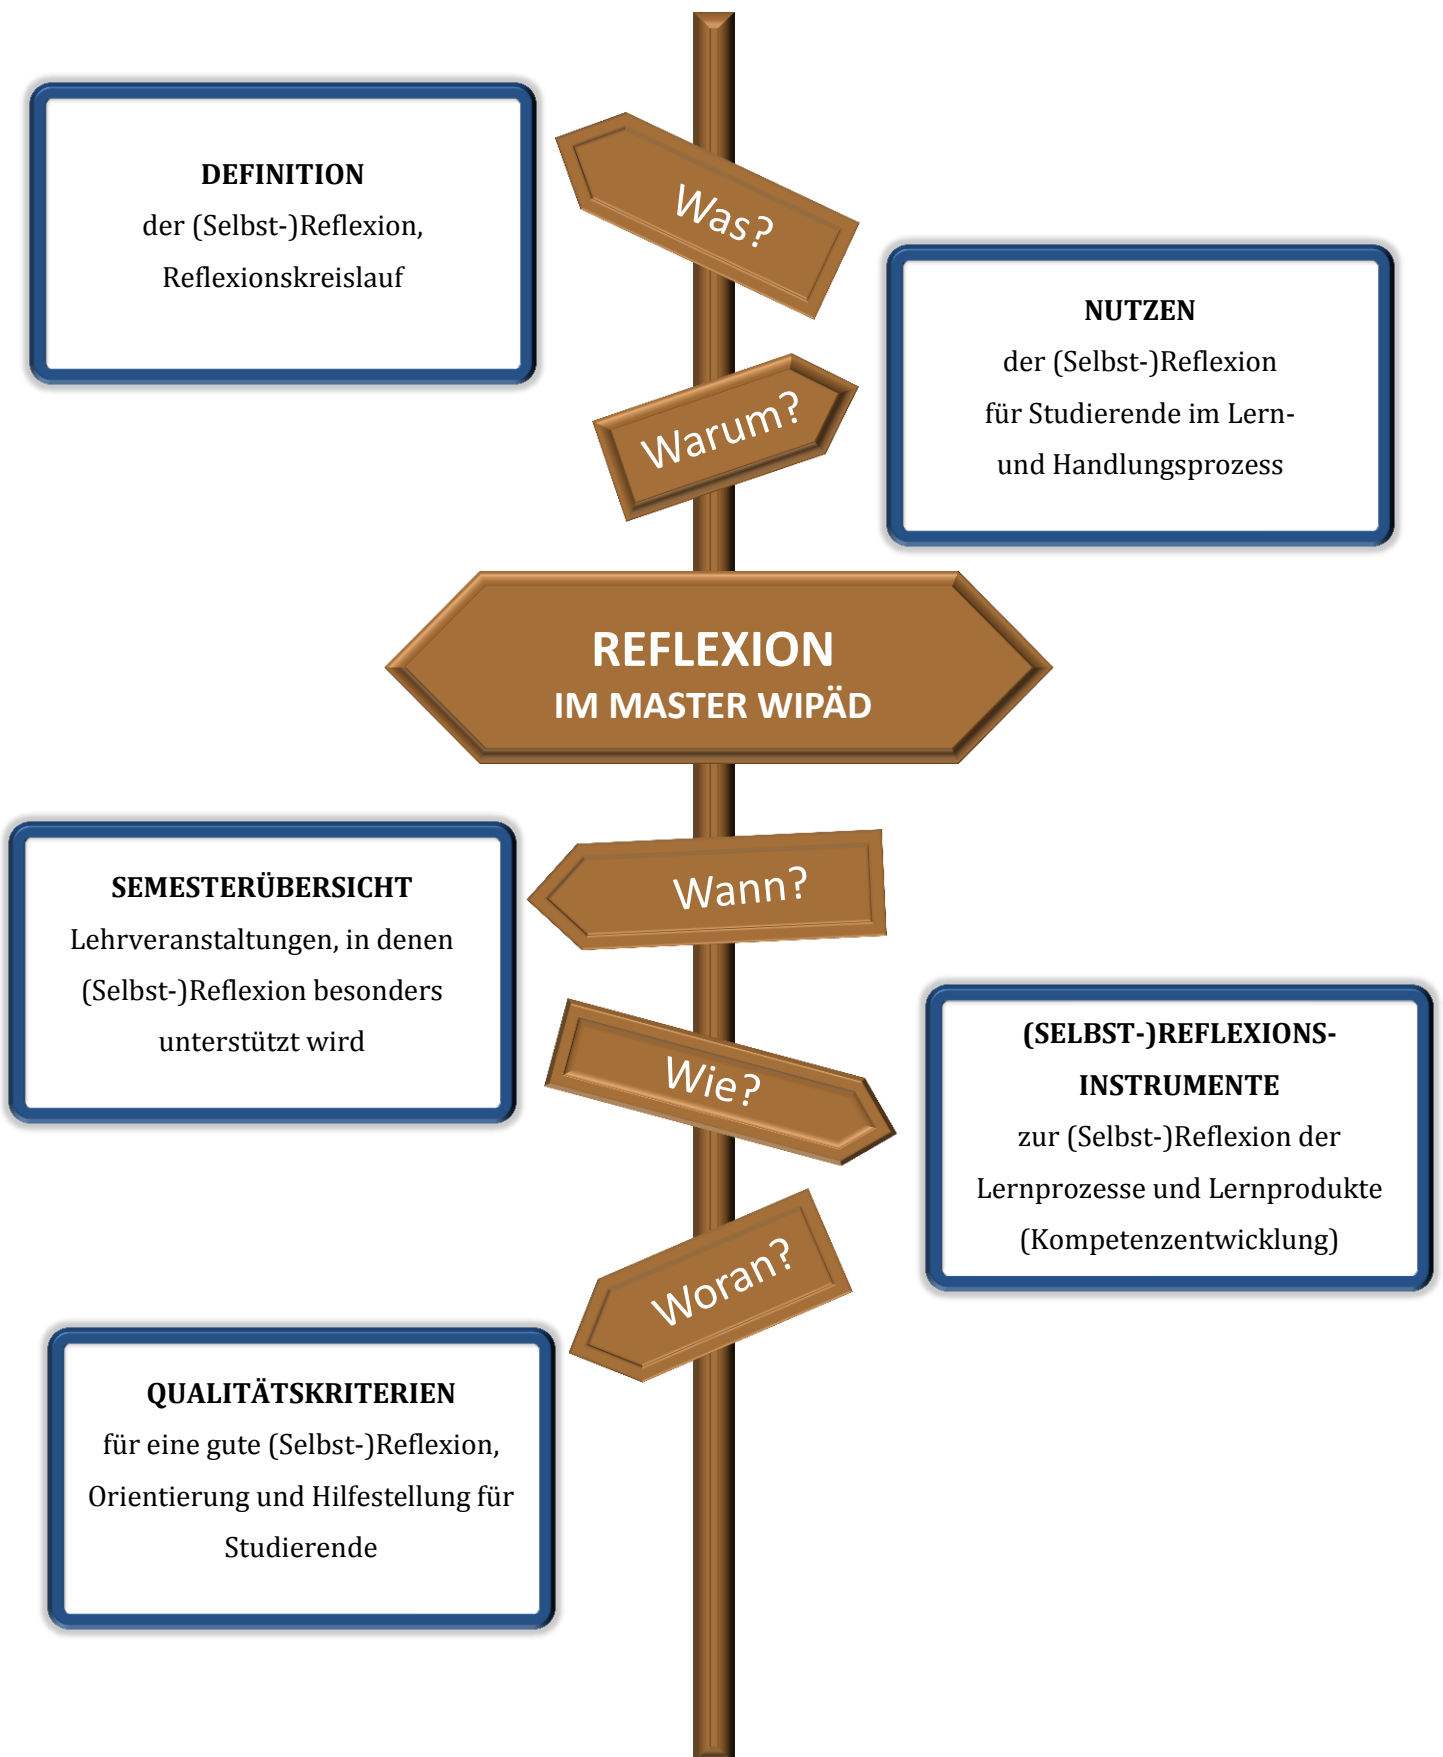 Was?
DEFINITION
der (Selbst-)Reflexion,
Reflexionskreislauf
Warum?
NUTZEN
der (Selbst-)Reflexion
für Studierende im Lern-
und Handlungsprozess
REFLEXION
IM MASTER WIPÄD
Wann?
SEMESTERÜBERSICHT
Lehrveranstaltungen, in denen
(Selbst-)Reflexion besonders
unterstützt wird
Wie?
(SELBST-)REFLEXIONS-
INSTRUMENTE
zur (Selbst-)Reflexion der
Lernprozesse und Lernprodukte
(Kompetenzentwicklung)
Woran?
QUALITÄTSKRITERIEN
für eine gute (Selbst-)Reflexion,
Orientierung und Hilfestellung für
Studierende